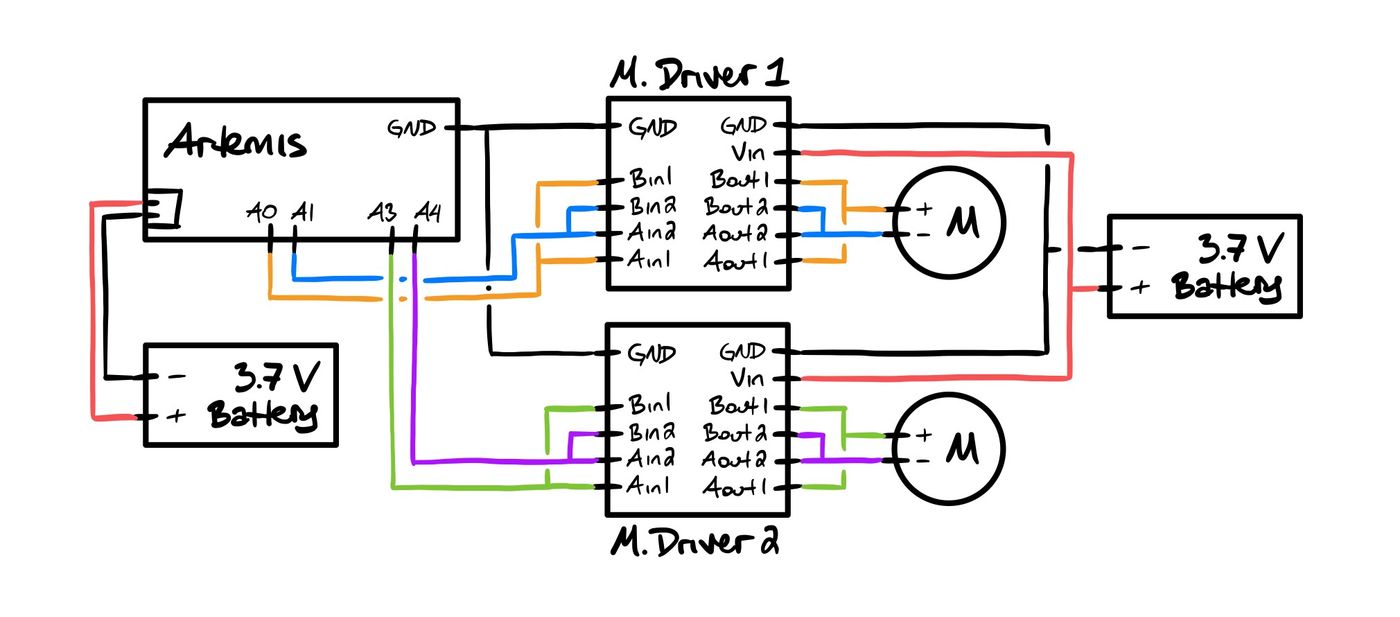 M. Driver 1
Artemis
GND
A0 A1 A3 A4
GND GND
Vin
Bin1 Bout1
Bin2 Bout2
Ain2 Aout2
Ain1 Aout1
+
M
-
- 3.7 V
+ Battery
- 3.7 V
+ Battery
GND GND
Vin
Bin1 Bout1
Bin2 Bout2
Ain2 Aout2
Ain1 Aout1
+
M
-
M. Driver 2